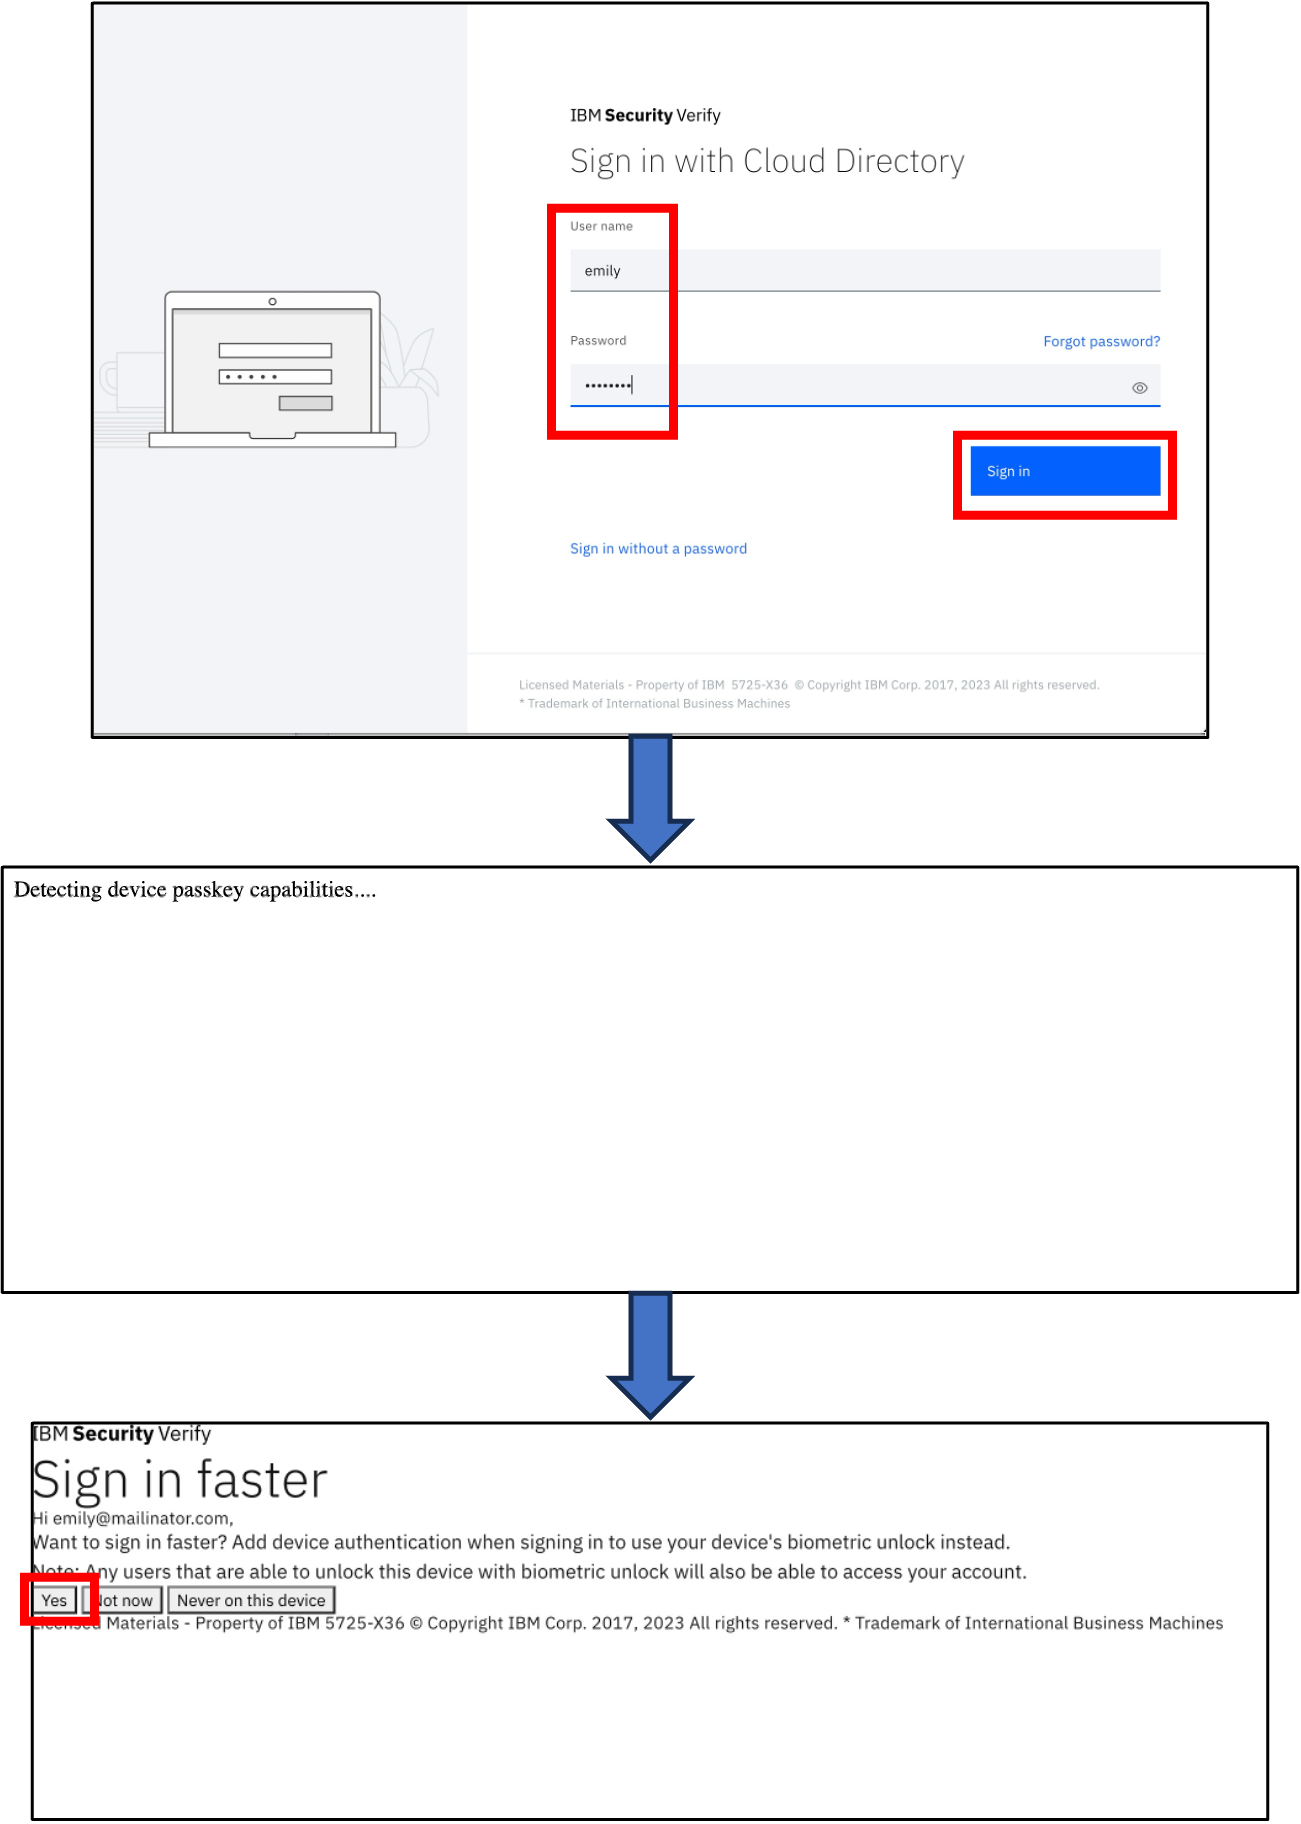 IBM Security Verify
Sign in with Cloud Directory
User name
emily
Password
Forgot password?
••••••••
Sign in
Sign in without a password
Licensed Materials - Property of IBM 5725-X36 © Copyright IBM Corp. 2017, 2023 All rights reserved.
* Trademark of International Business Machines
Detecting device passkey capabilities....
IBM Security Verify
Sign in faster
Hi emily@mailinator.com,
Want to sign in faster? Add device authentication when signing in to use your device's biometric unlock instead.
Note: Any users that are able to unlock this device with biometric unlock will also be able to access your account.
Yes Not now Never on this device
Licensed Materials - Property of IBM 5725-X36 © Copyright IBM Corp. 2017, 2023 All rights reserved. * Trademark of International Business Machines